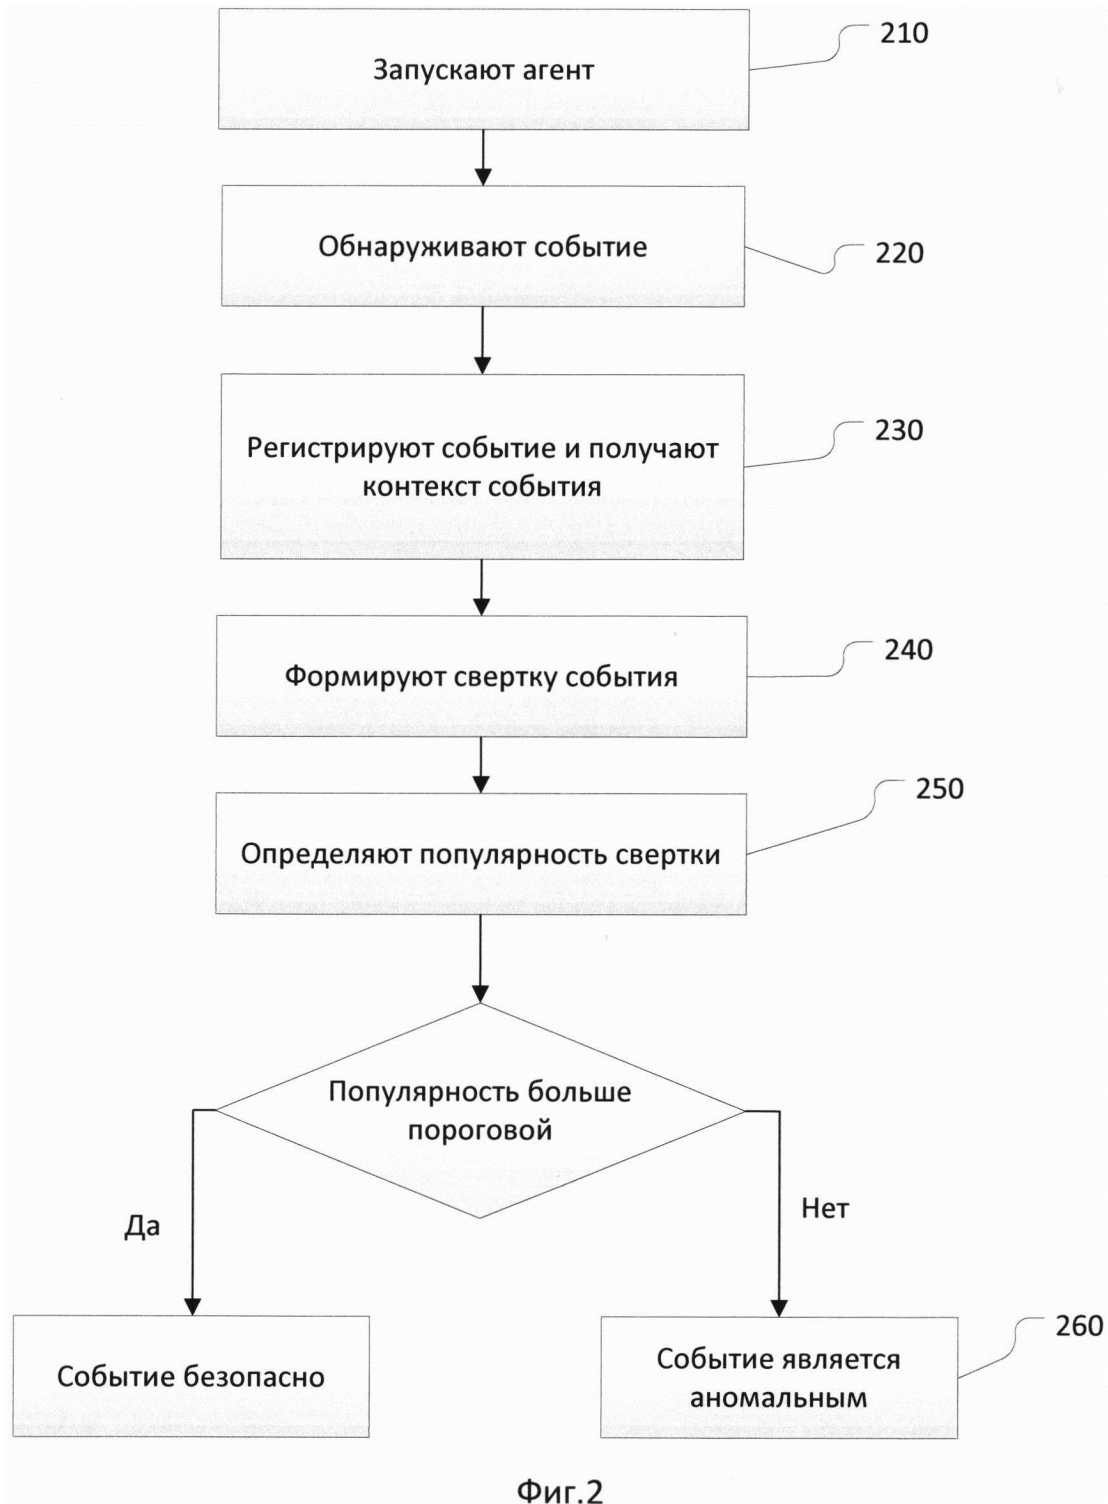 Запускают агент
210
Обнаруживают событие
220
Регистрируют событие и получают
контекст события
230
Формируют свертку события
240
Определяют популярность свертки
250
Популярность больше
пороговой
Да
Нет
Событие безопасно
Событие является
аномальным
260
Фиг.2